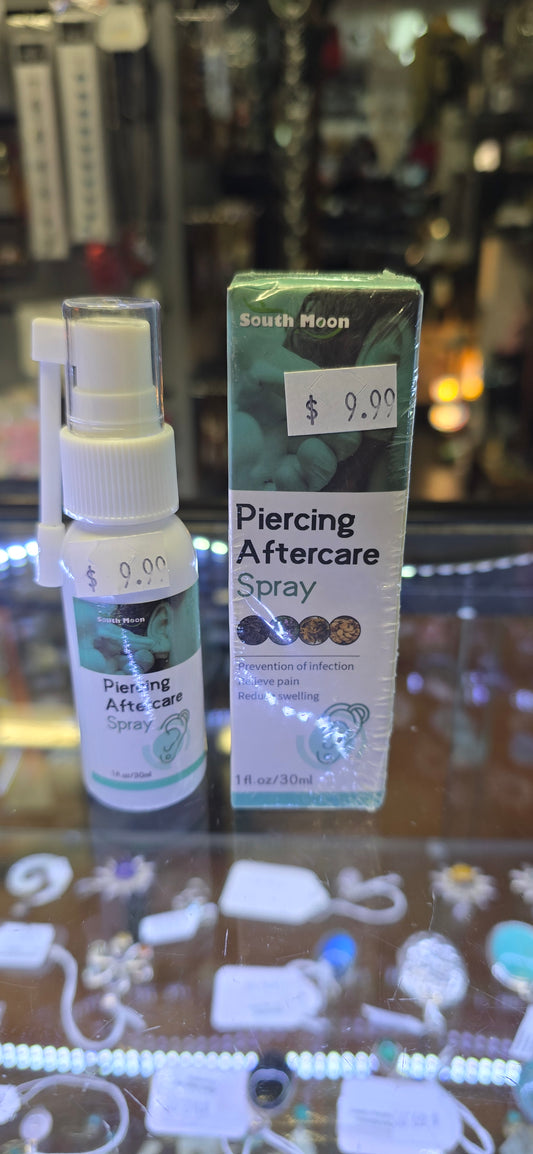 South Moon
$ 9.99
Piercing
Aftercare
Spray
Prevention of infection
Relieve pain
Reduce swelling
1 fl oz/30ml
$ 9.99
South Moon
Piercing
Aftercare
Spray
1 fl oz/30ml